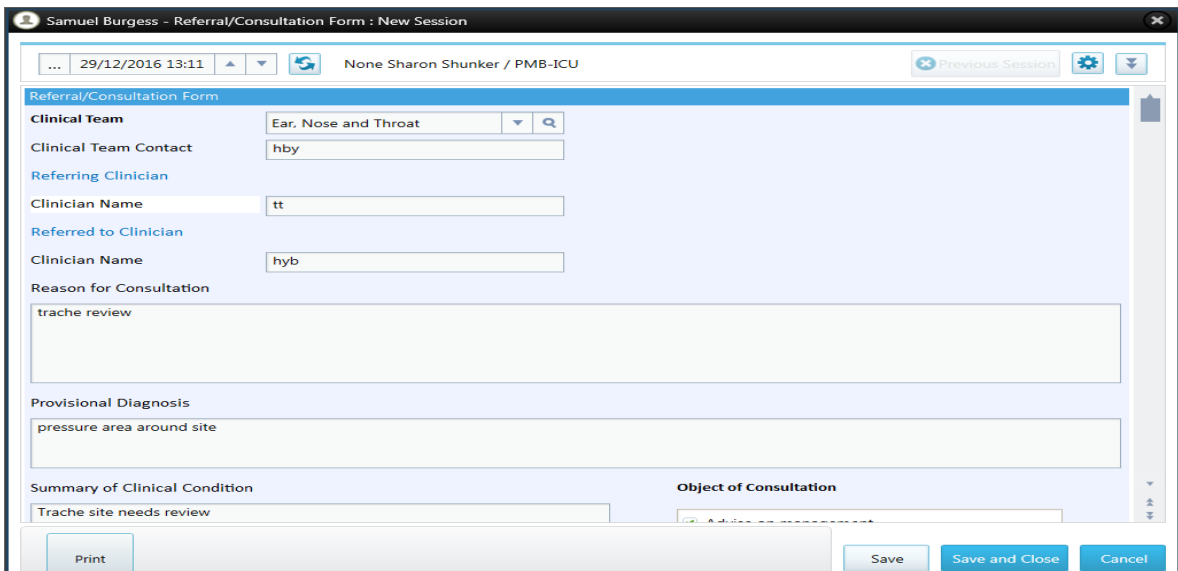 Samuel Burgess - Referral/Consultation Form : New Session
... 29/12/2016 13:11 None Sharon Shunker / PMB-ICU Previous Session
Referral/Consultation Form
Clinical Team Ear, Nose and Throat
Clinical Team Contact hby
Referring Clinician
Clinician Name tt
Referred to Clinician
Clinician Name hyb
Reason for Consultation
trache review
Provisional Diagnosis
pressure area around site
Summary of Clinical Condition Object of Consultation
Trache site needs review Advice on management
Print Save Save and Close Cancel